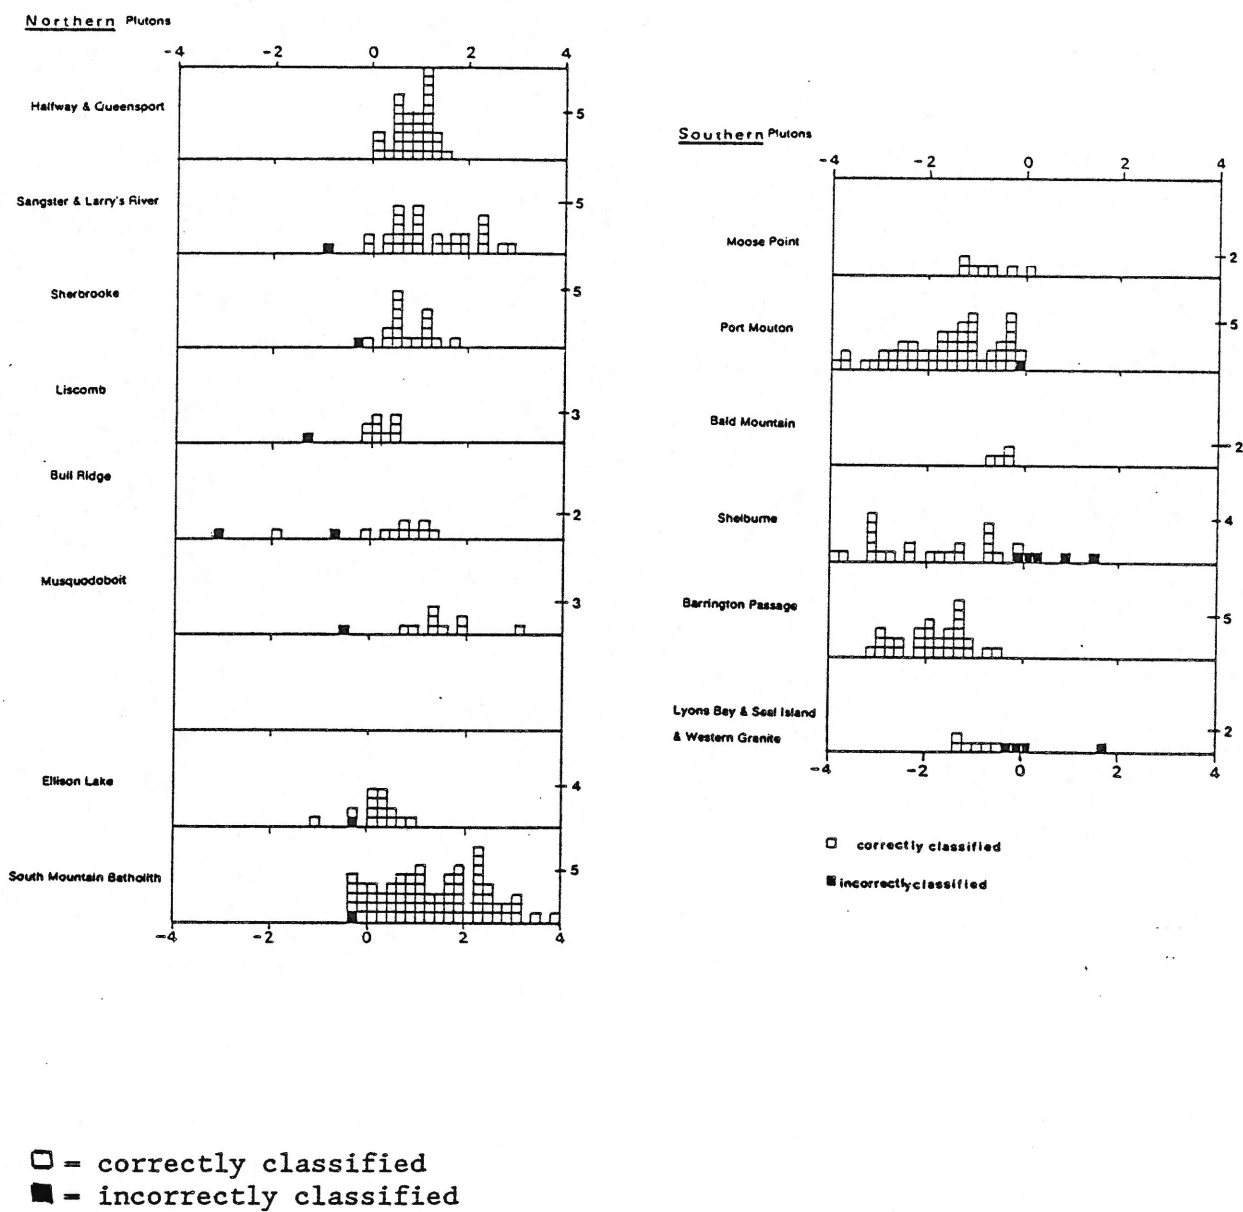 Northern Plutons
-4 -2 0 2 4
Halfway & Queensport
5
Sangster & Larry's River
5
Sherbrooke
5
Liscomb
3
Bull Ridge
2
Musquodoboit
3
Ellison Lake
4
South Mountain Batholith
5
-4 -2 0 2 4
Southern Plutons
-4 -2 0 2 4
Moose Point
2
Port Mouton
5
Bald Mountain
2
Shelburne
4
Barrington Passage
5
Lyons Bay & Seal Island
& Western Granite
2
-4 -2 0 2 4
correctly classified
incorrectly classified
= correctly classified
= incorrectly classified